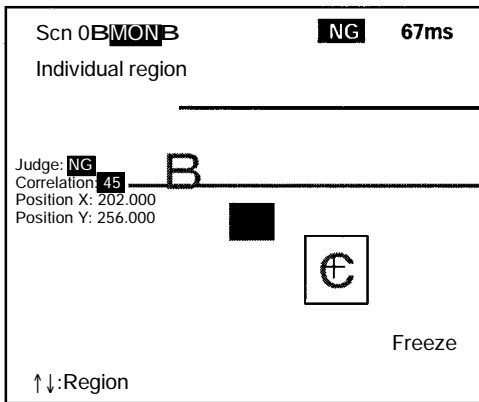 Scn 0BMONB NG 67ms
Individual region
Judge: NG
Correlation: 45
Position X: 202.000
Position Y: 256.000
B
C
Freeze
↑↓:Region